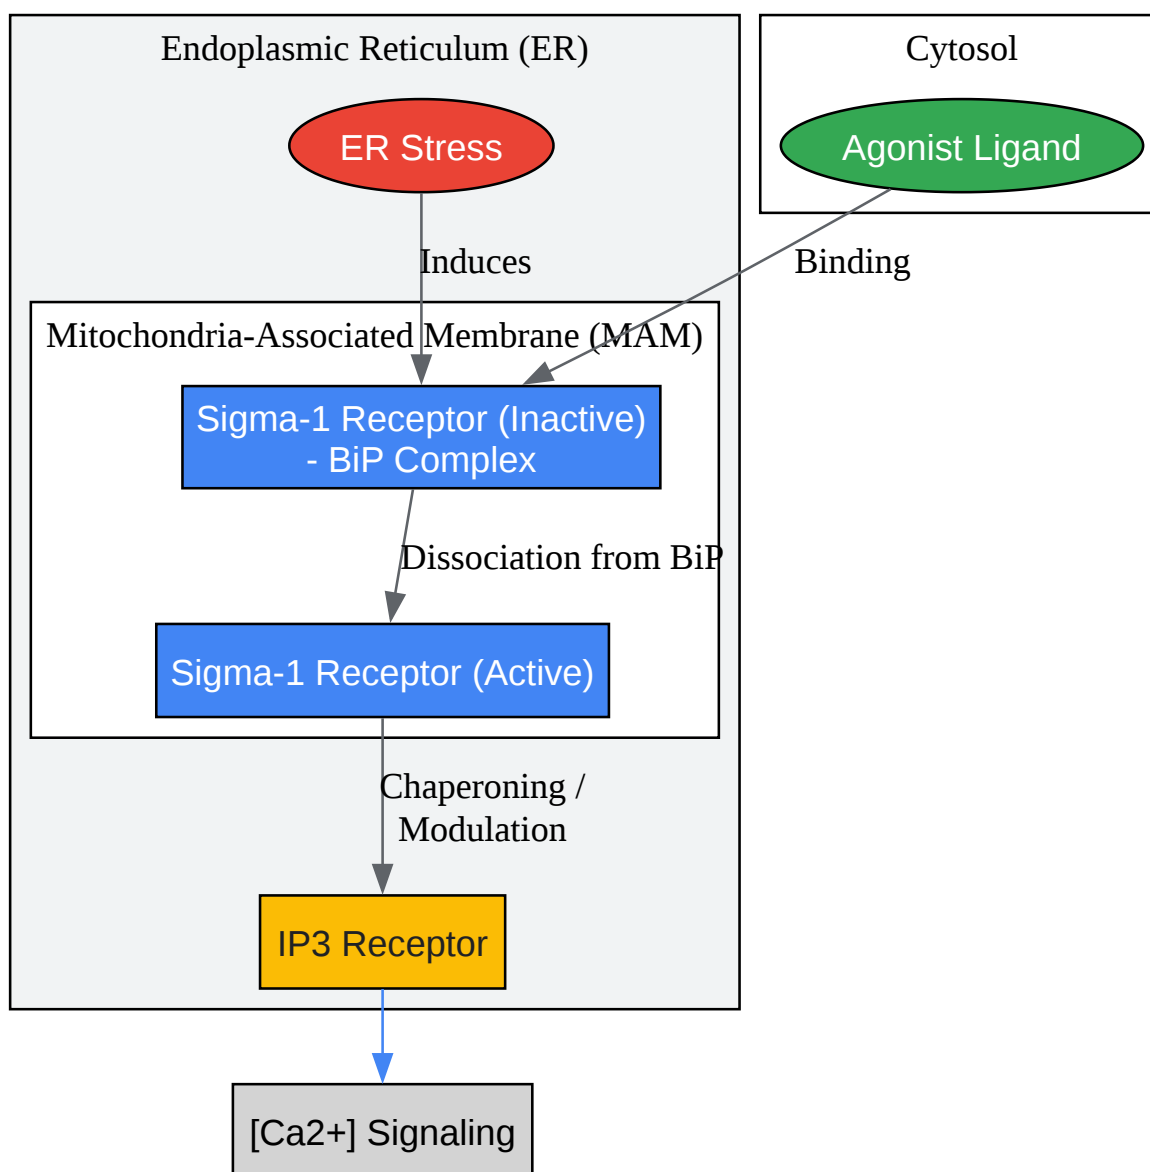 Endoplasmic Reticulum (ER)
Cytosol
ER Stress
Agonist Ligand
Induces
Binding
Mitochondria-Associated Membrane (MAM)
Sigma-1 Receptor (Inactive)
- BiP Complex
Dissociation from BiP
Sigma-1 Receptor (Active)
Chaperoning /
Modulation
IP3 Receptor
[Ca2+] Signaling